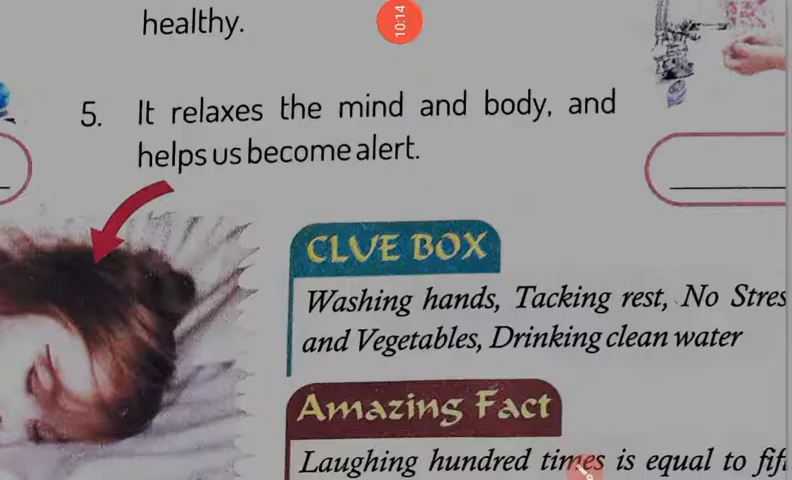 healthy.
10:14
5. It relaxes the mind and body, and
helps us become alert.
CLUE BOX
Washing hands, Tacking rest, No Stres
and Vegetables, Drinking clean water
Amazing Fact
Laughing hundred times is equal to fif